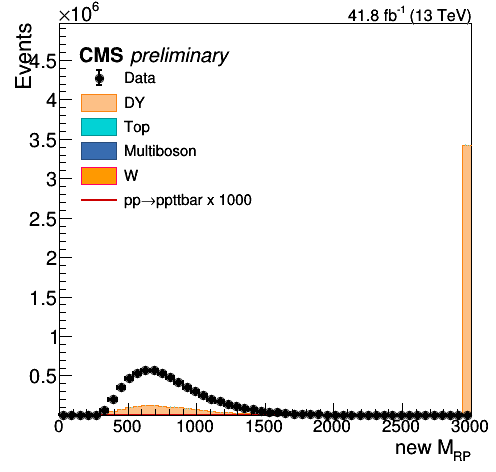 ×10⁶
41.8 fb⁻¹ (13 TeV)
Events
CMS preliminary
Data
DY
Top
Multiboson
W
pp→ppttbar x 1000
4.5
4
3.5
3
2.5
2
1.5
1
0.5
0 500 1000 1500 2000 2500 3000
new M_RP